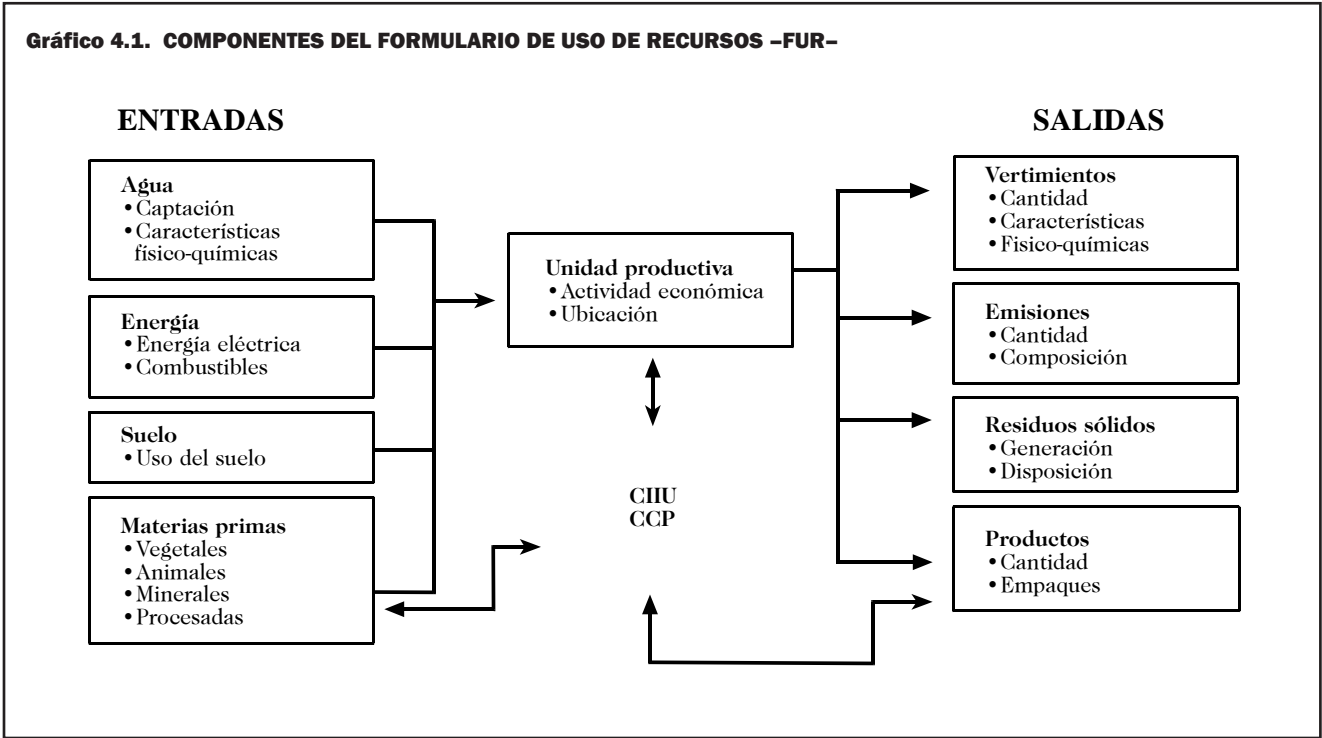 Gráfico 4.1. COMPONENTES DEL FORMULARIO DE USO DE RECURSOS –FUR–
ENTRADAS
Agua
•Captación
•Características
físico-químicas
Energía
•Energía eléctrica
•Combustibles
Suelo
•Uso del suelo
Materias primas
•Vegetales
•Animales
•Minerales
•Procesadas
Unidad productiva
•Actividad económica
•Ubicación
CIIU
CCP
SALIDAS
Vertimientos
•Cantidad
•Características
•Fisico-químicas
Emisiones
•Cantidad
•Composición
Residuos sólidos
•Generación
•Disposición
Productos
•Cantidad
•Empaques